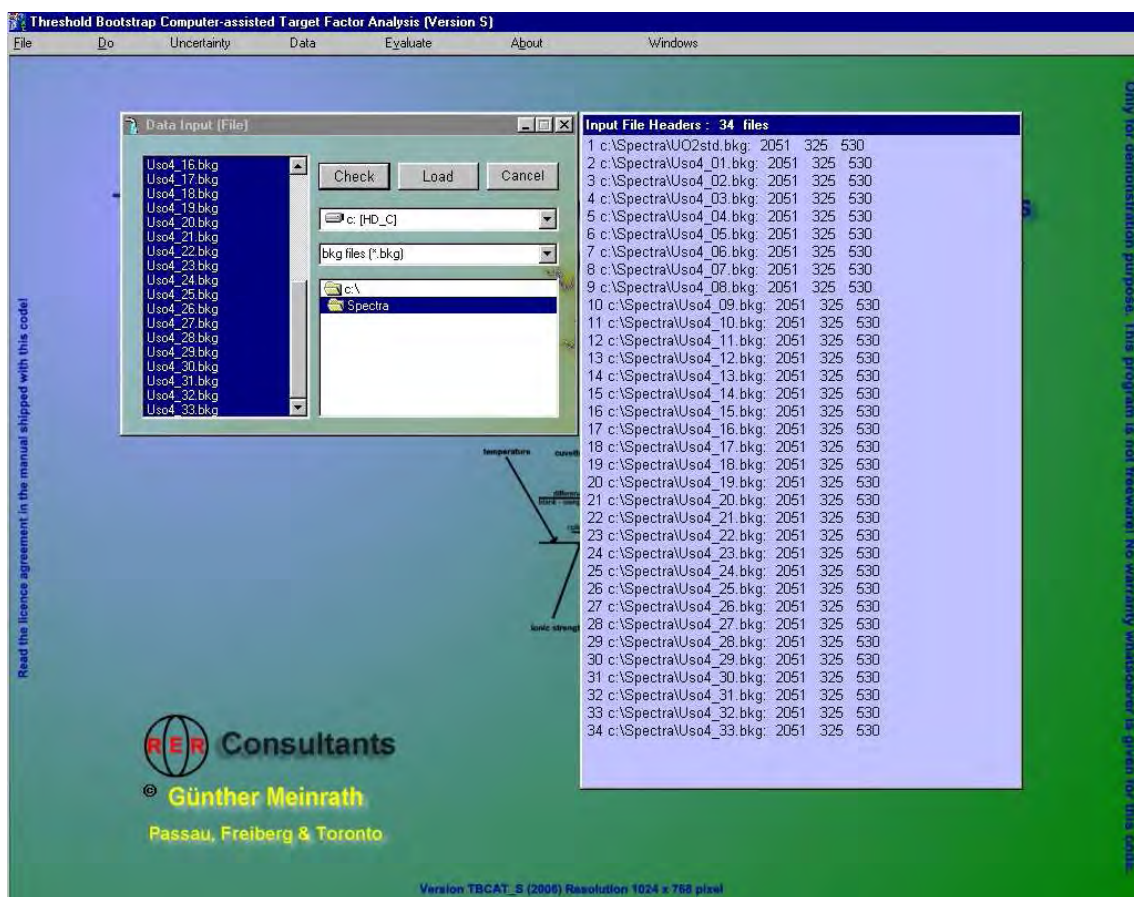 Threshold Bootstrap Computer-assisted Target Factor Analysis (Version S)
File Do Uncertainty Data Evaluate About Windows
Data Input (File)
Uso4_16.bkg
Uso4_17.bkg
Uso4_18.bkg
Uso4_19.bkg
Uso4_20.bkg
Uso4_21.bkg
Uso4_22.bkg
Uso4_23.bkg
Uso4_24.bkg
Uso4_25.bkg
Uso4_26.bkg
Uso4_27.bkg
Uso4_28.bkg
Uso4_29.bkg
Uso4_30.bkg
Uso4_31.bkg
Uso4_32.bkg
Uso4_33.bkg
Check Load Cancel
c: [HD_C]
bkg files (*.bkg)
c:\
Spectra
Input File Headers : 34 files
1 c:\Spectra\UO2std.bkg: 2051 325 530
2 c:\Spectra\Uso4_01.bkg: 2051 325 530
3 c:\Spectra\Uso4_02.bkg: 2051 325 530
4 c:\Spectra\Uso4_03.bkg: 2051 325 530
5 c:\Spectra\Uso4_04.bkg: 2051 325 530
6 c:\Spectra\Uso4_05.bkg: 2051 325 530
7 c:\Spectra\Uso4_06.bkg: 2051 325 530
8 c:\Spectra\Uso4_07.bkg: 2051 325 530
9 c:\Spectra\Uso4_08.bkg: 2051 325 530
10 c:\Spectra\Uso4_09.bkg: 2051 325 530
11 c:\Spectra\Uso4_10.bkg: 2051 325 530
12 c:\Spectra\Uso4_11.bkg: 2051 325 530
13 c:\Spectra\Uso4_12.bkg: 2051 325 530
14 c:\Spectra\Uso4_13.bkg: 2051 325 530
15 c:\Spectra\Uso4_14.bkg: 2051 325 530
16 c:\Spectra\Uso4_15.bkg: 2051 325 530
17 c:\Spectra\Uso4_16.bkg: 2051 325 530
18 c:\Spectra\Uso4_17.bkg: 2051 325 530
19 c:\Spectra\Uso4_18.bkg: 2051 325 530
20 c:\Spectra\Uso4_19.bkg: 2051 325 530
21 c:\Spectra\Uso4_20.bkg: 2051 325 530
22 c:\Spectra\Uso4_21.bkg: 2051 325 530
23 c:\Spectra\Uso4_22.bkg: 2051 325 530
24 c:\Spectra\Uso4_23.bkg: 2051 325 530
25 c:\Spectra\Uso4_24.bkg: 2051 325 530
26 c:\Spectra\Uso4_25.bkg: 2051 325 530
27 c:\Spectra\Uso4_26.bkg: 2051 325 530
28 c:\Spectra\Uso4_27.bkg: 2051 325 530
29 c:\Spectra\Uso4_28.bkg: 2051 325 530
30 c:\Spectra\Uso4_29.bkg: 2051 325 530
31 c:\Spectra\Uso4_30.bkg: 2051 325 530
32 c:\Spectra\Uso4_31.bkg: 2051 325 530
33 c:\Spectra\Uso4_32.bkg: 2051 325 530
34 c:\Spectra\Uso4_33.bkg: 2051 325 530
temperature
Read the licence agreement in the manual shipped with this code!
Only for demonstration purpose. This program is not freeware! No warranty whatsoever is given for this code.
RER Consultants
© Günther Meinrath
Passau, Freiberg & Toronto
Version TBCAT_S (2006) Resolution 1024 x 768 pixel